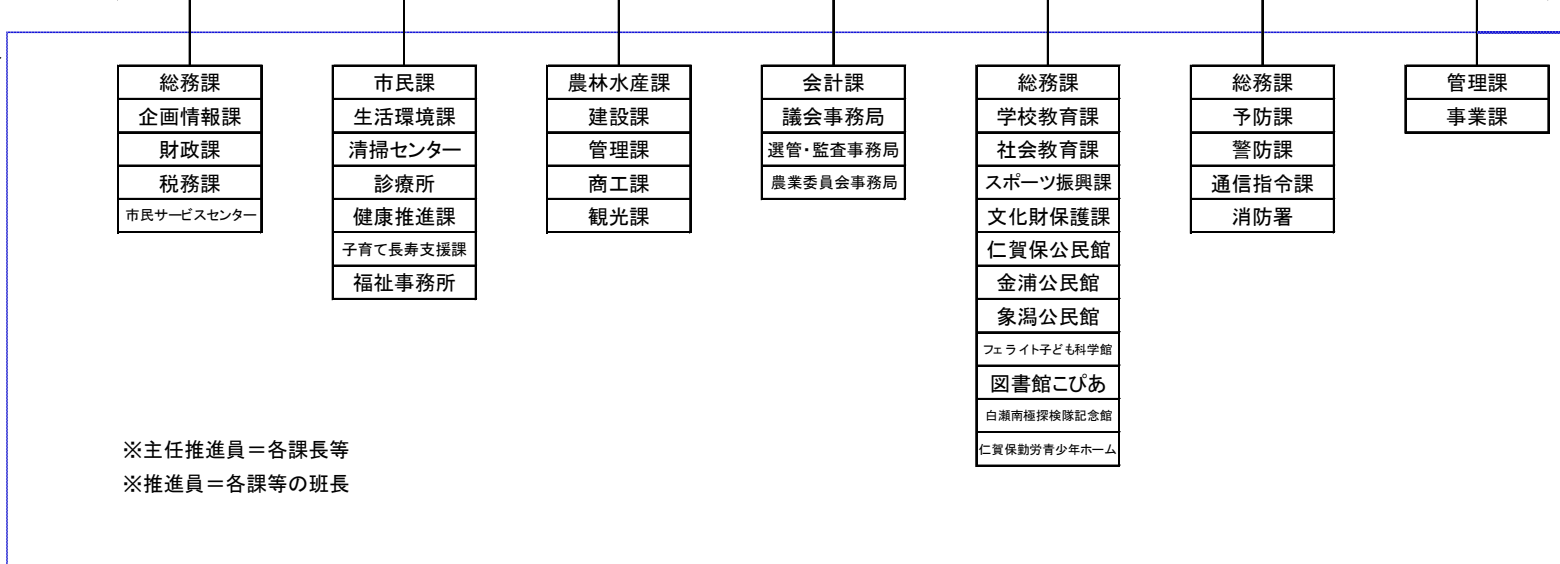 総務課
企画情報課
財政課
税務課
市民サービスセンター
市民課
生活環境課
清掃センター
診療所
健康推進課
子育て長寿支援課
福祉事務所
農林水産課
建設課
管理課
商工課
観光課
会計課
議会事務局
選管・監査事務局
農業委員会事務局
総務課
学校教育課
社会教育課
スポーツ振興課
文化財保護課
仁賀保公民館
金浦公民館
象潟公民館
フェライト子ども科学館
図書館こぴあ
白瀬南極探検隊記念館
仁賀保勤労青少年ホーム
総務課
予防課
警防課
通信指令課
消防署
管理課
事業課
※主任推進員＝各課長等
※推進員＝各課等の班長